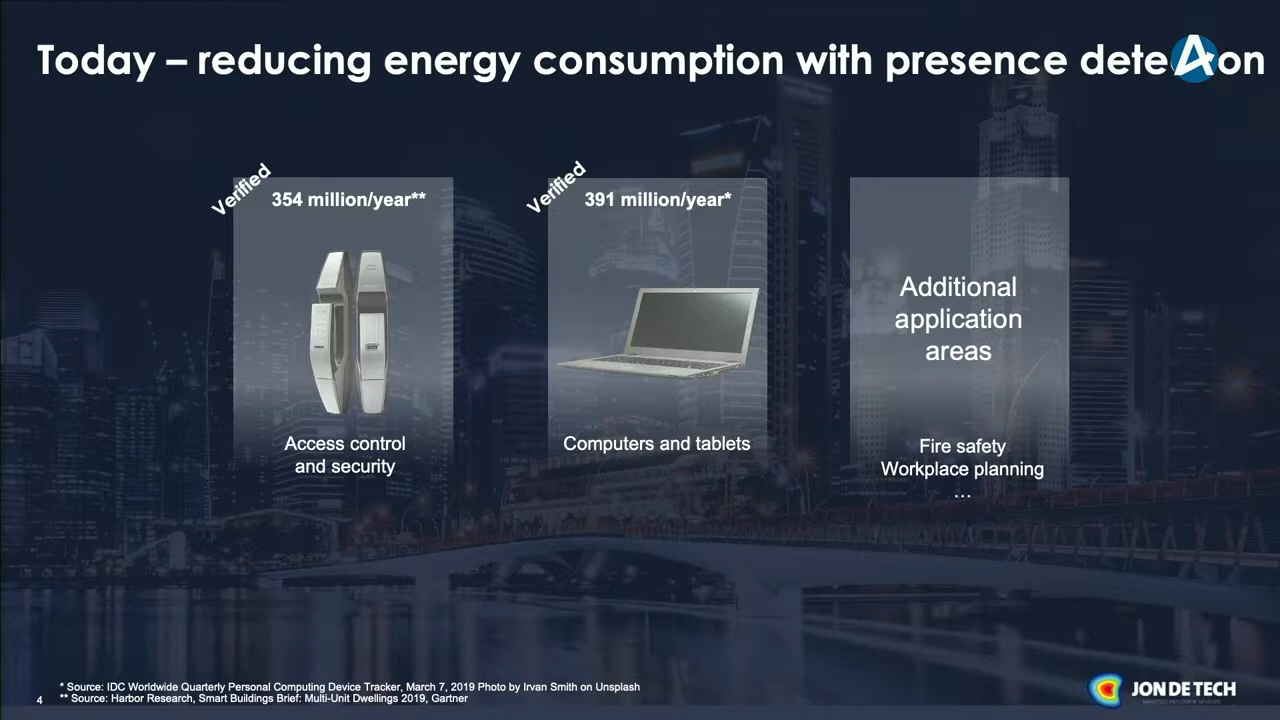 Today – reducing energy consumption with presence dete on
Verified
354 million/year**
Access control
and security
Verified
391 million/year*
Computers and tablets
Additional
application
areas
Fire safety
Workplace planning
...
* Source: IDC Worldwide Quarterly Personal Computing Device Tracker, March 7, 2019 Photo by Irvan Smith on Unsplash
** Source: Harbor Research, Smart Buildings Brief: Multi-Unit Dwellings 2019, Gartner
4
JONDETECH